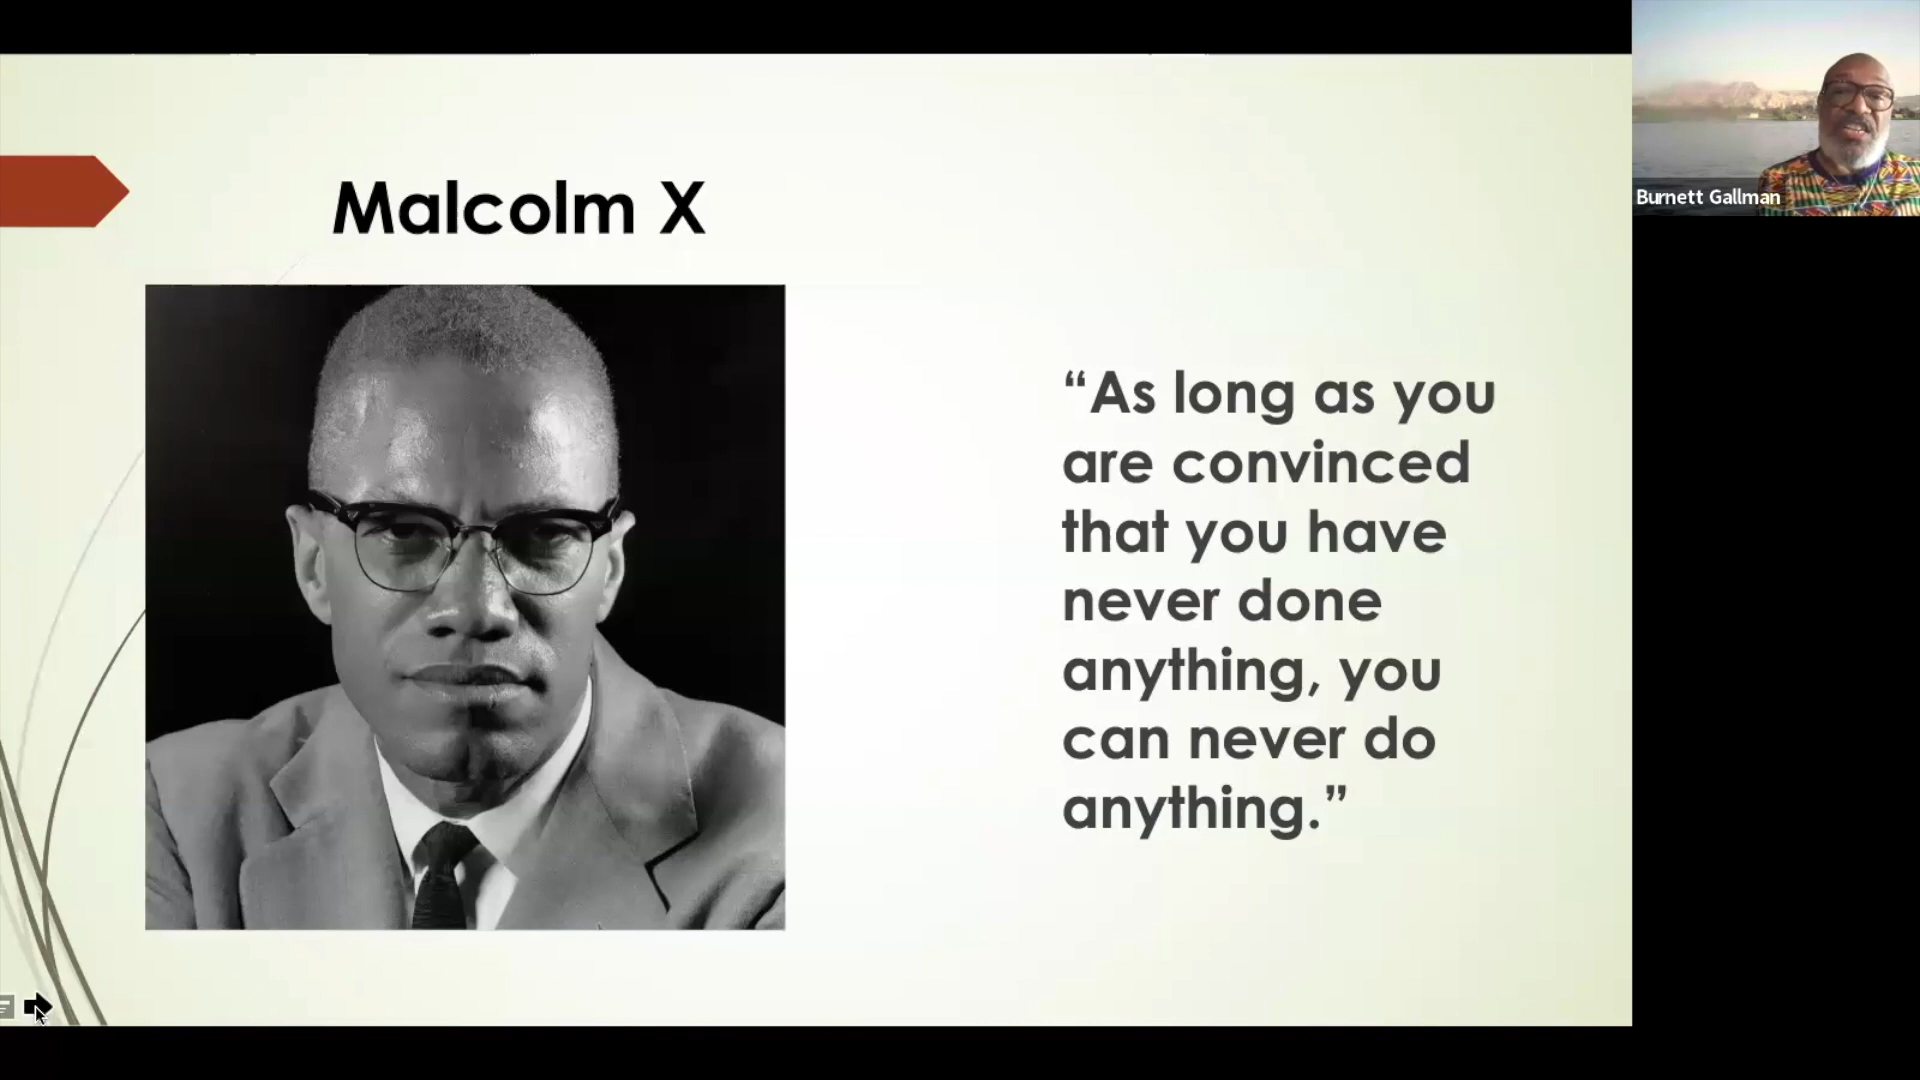 Malcolm X
“As long as you
are convinced
that you have
never done
anything, you
can never do
anything.”
Burnett Gallman